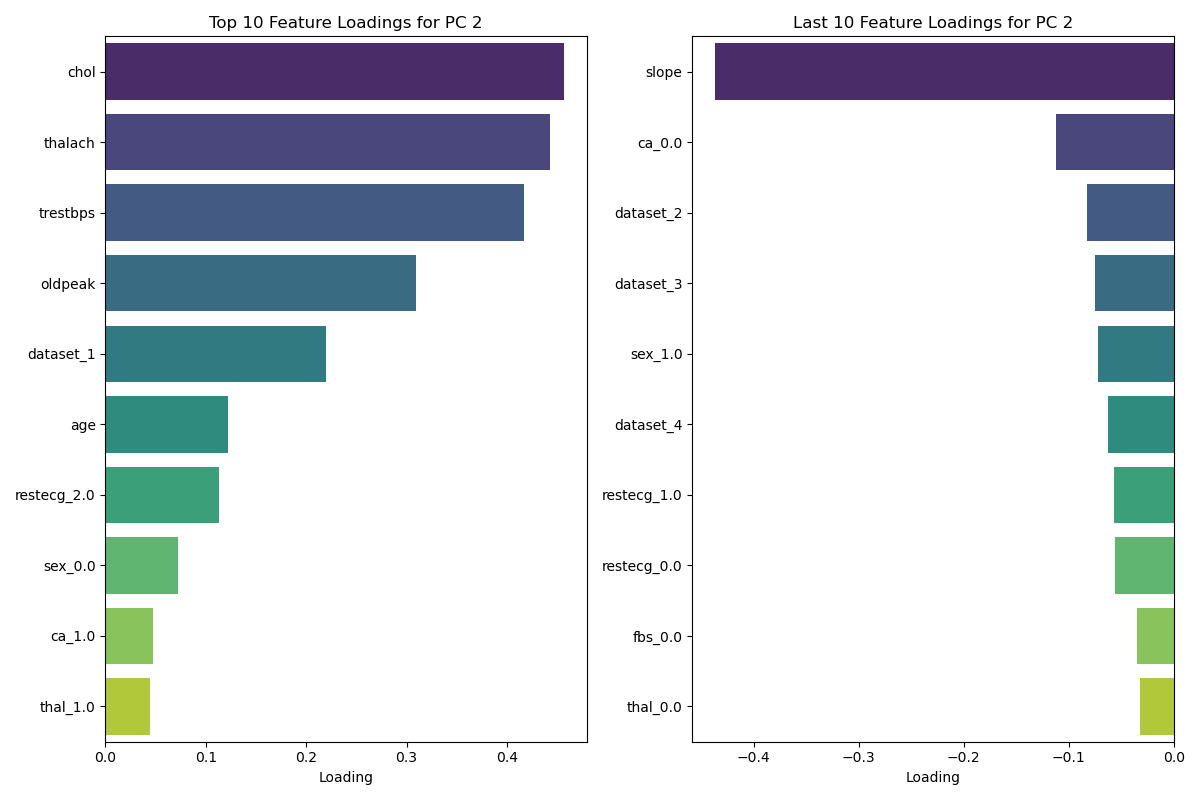 Top 10 Feature Loadings for PC 2
chol
thalach
trestbps
oldpeak
dataset_1
age
restecg_2.0
sex_0.0
ca_1.0
thal_1.0
0.0 0.1 0.2 0.3 0.4
Loading
Last 10 Feature Loadings for PC 2
slope
ca_0.0
dataset_2
dataset_3
sex_1.0
dataset_4
restecg_1.0
restecg_0.0
fbs_0.0
thal_0.0
−0.4 −0.3 −0.2 −0.1 0.0
Loading